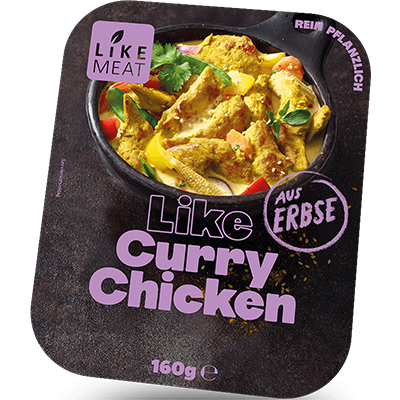 LIKE
MEAT
REIN PFLANZLICH
AUS
ERBSE
Like
Curry
Chicken
160g ℮